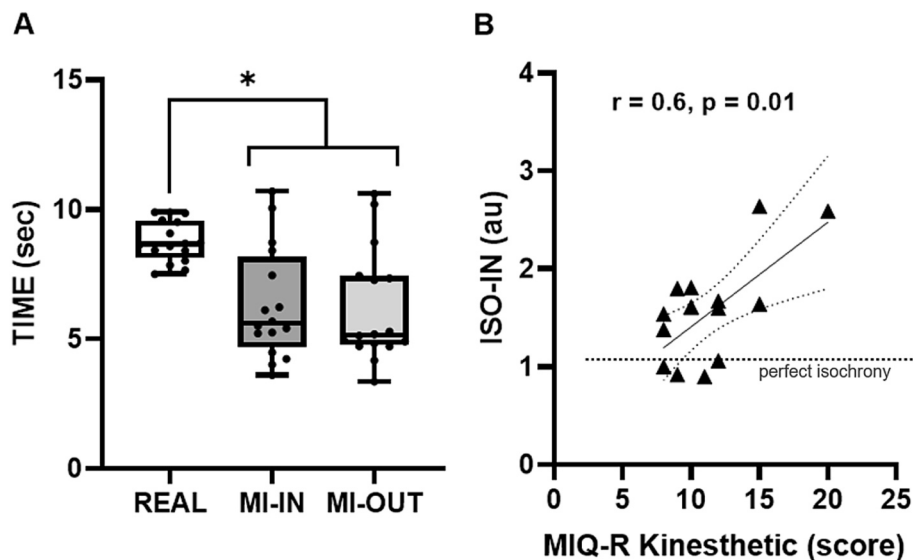 A
TIME (sec)
15
10
5
0
*
REAL MI-IN MI-OUT
B
ISO-IN (au)
4
3
2
1
0
r = 0.6, p = 0.01
perfect isochrony
0 5 10 15 20 25
MIQ-R Kinesthetic (score)